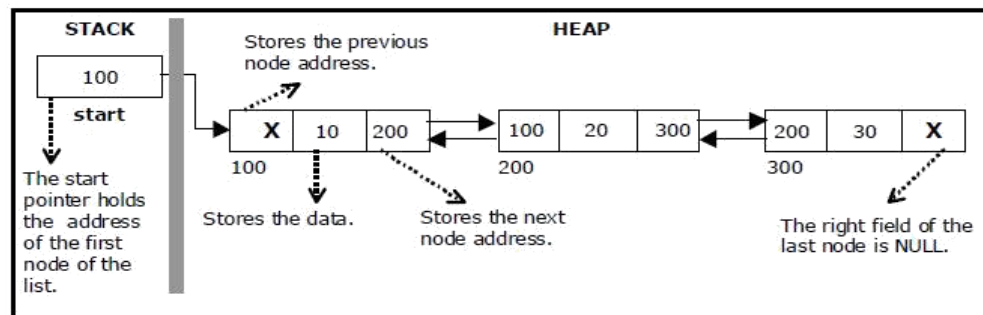 STACK
HEAP
100
start
The start
pointer holds
the address
of the first
node of the
list.
Stores the previous
node address.
X 10 200
100
Stores the data.
Stores the next
node address.
100 20 300
200
200 30 X
300
The right field of the
last node is NULL.